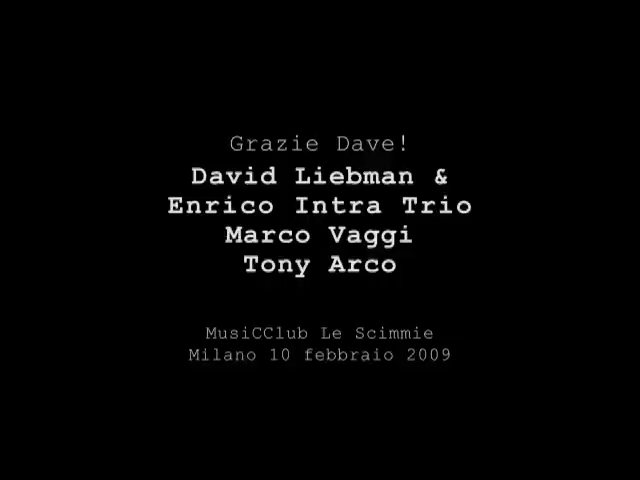 Grazie Dave!
David Liebman &
Enrico Intra Trio
Marco Vaggi
Tony Arco
MusiCClub Le Scimmie
Milano 10 febbraio 2009